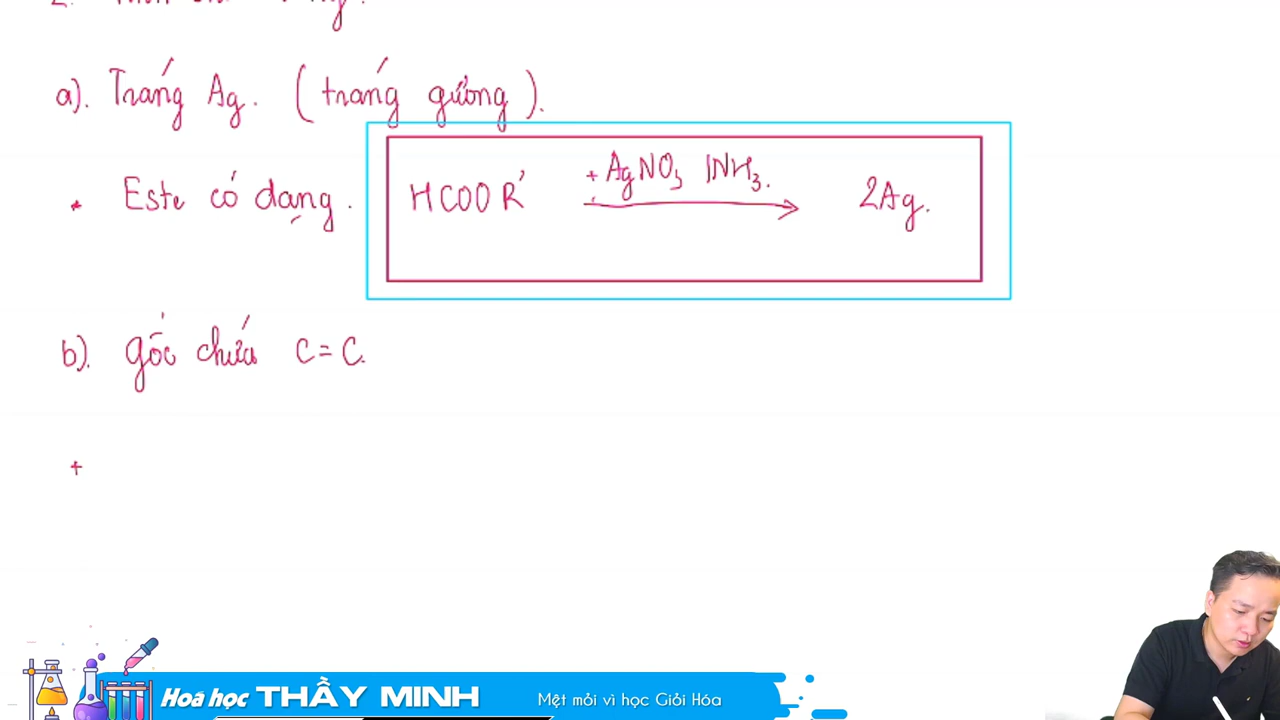 a). Tráng Ag. (tráng gương).
+ AgNO3 / NH3.
* Este có dạng. HCOOR' → 2Ag.
b). gốc chứa C=C.
+
Hoá học THẦY MINH
Mệt mỏi vì học Giỏi Hóa